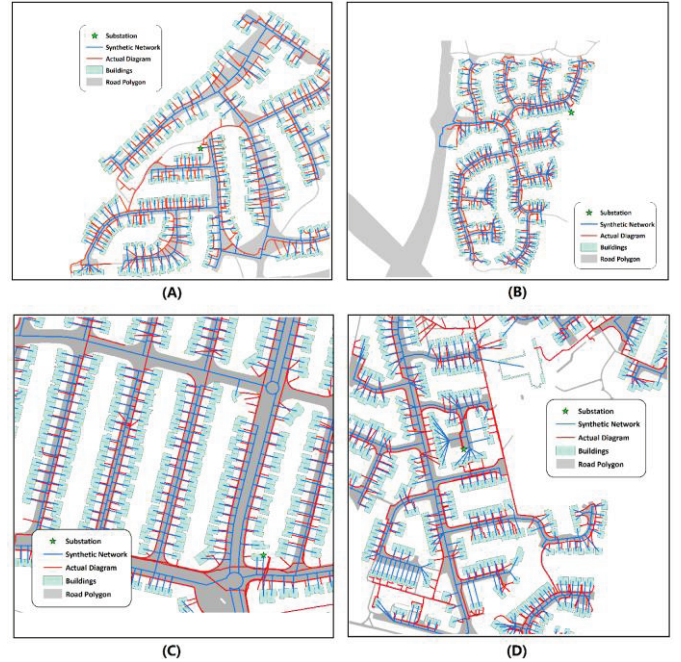 Substation
Synthetic Network
Actual Diagram
Buildings
Road Polygon
(A)
Substation
Synthetic Network
Actual Diagram
Buildings
Road Polygon
(B)
Substation
Synthetic Network
Actual Diagram
Buildings
Road Polygon
(C)
Substation
Synthetic Network
Actual Diagram
Buildings
Road Polygon
(D)